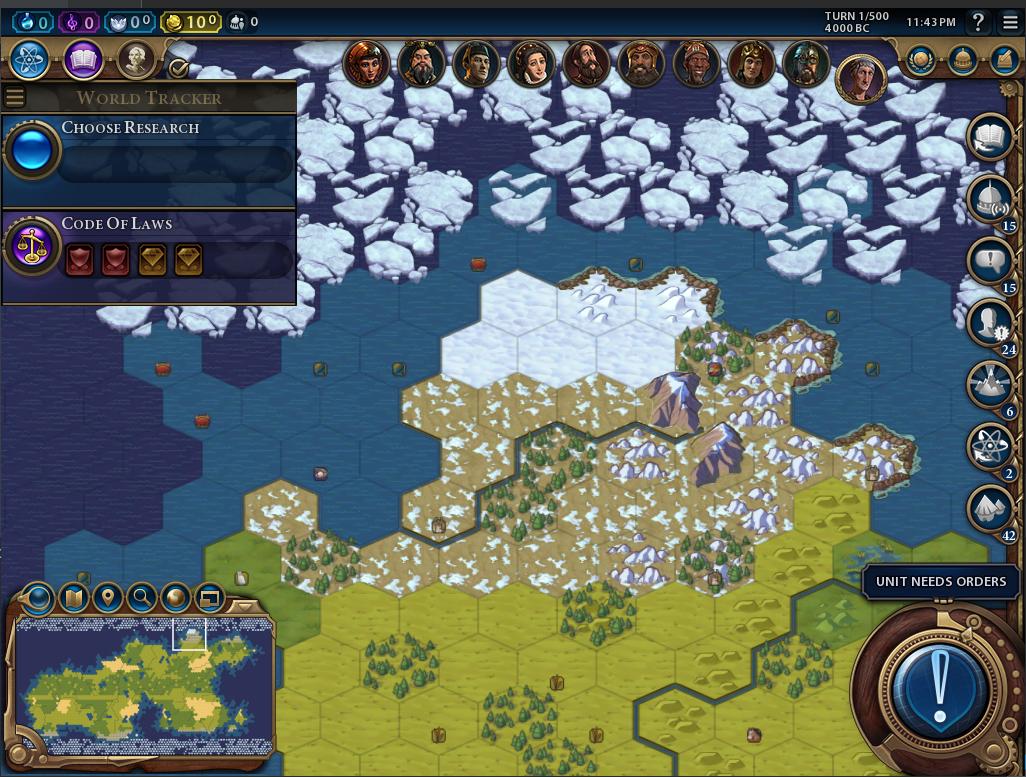 0 0 0⁰ 10⁰ 0
TURN 1/500
4000 BC
11:43 PM
?
WORLD TRACKER
CHOOSE RESEARCH
CODE OF LAWS
15
15
24
6
2
42
UNIT NEEDS ORDERS